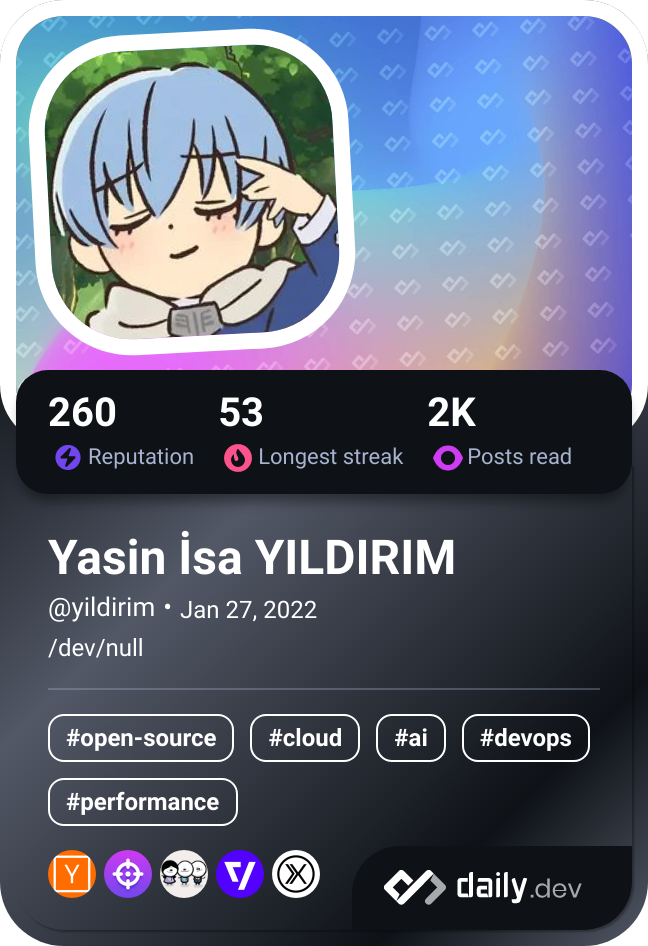 260 53 2K
Reputation Longest streak Posts read
Yasin İsa YILDIRIM
@yildirim • Jan 27, 2022
/dev/null
#open-source #cloud #ai #devops
#performance
Y
daily.dev